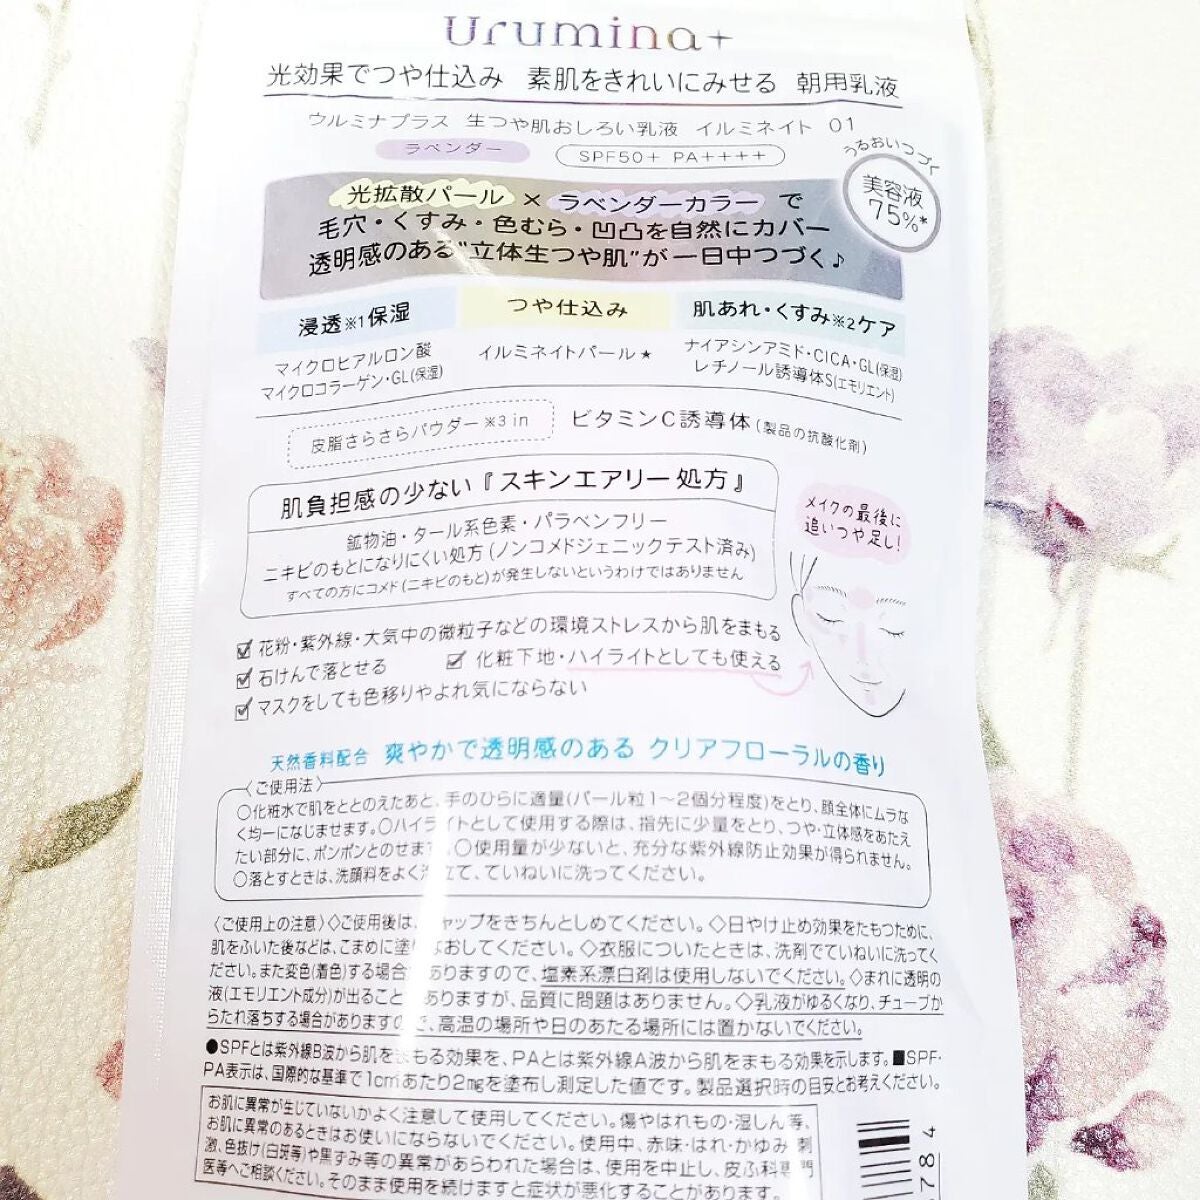 Urumina+
光効果でつや仕込み 素肌をきれいにみせる 朝用乳液
ウルミナプラス 生つや肌おしろい乳液 イルミネイト 01
ラベンダー SPF50+ PA++++
うるおいつづく
美容液
75%*
光拡散パール × ラベンダーカラー で
毛穴・くすみ・色むら・凹凸を自然にカバー
透明感のある"立体生つや肌"が一日中つづく♪
浸透※1保湿
マイクロヒアルロン酸
マイクロコラーゲン・GL(保湿)
つや仕込み
イルミネイトパール★
肌あれ・くすみ※2ケア
ナイアシンアミド・CICA・GL(保湿)
レチノール誘導体S(エモリエント)
皮脂さらさらパウダー※3 in ビタミンC誘導体(製品の抗酸化剤)
肌負担感の少ない『スキンエアリー処方』
鉱物油・タール系色素・パラベンフリー
ニキビのもとになりにくい処方(ノンコメドジェニックテスト済み)
すべての方にコメド(ニキビのもと)が発生しないというわけではありません
メイクの最後に
追いつや足し!
☑花粉・紫外線・大気中の微粒子などの環境ストレスから肌をまもる
☑石けんで落とせる ☑化粧下地・ハイライトとしても使える
☑マスクをしても色移りやよれ気にならない
天然香料配合 爽やかで透明感のある クリアフローラルの香り
〈ご使用法〉
○化粧水で肌をととのえたあと、手のひらに適量(パール粒1～2個分程度)をとり、顔全体にムラな
く均一になじませます。○ハイライトとして使用する際は、指先に少量をとり、つや・立体感をあたえ
たい部分に、ポンポンとのせます。○使用量が少ないと、充分な紫外線防止効果が得られません。
○落とすときは、洗顔料をよく泡立て、ていねいに洗ってください。
〈ご使用上の注意〉◇ご使用後は、キャップをきちんとしめてください。◇日やけ止め効果をたもつために、
肌をふいた後などは、こまめに塗りなおしてください。◇衣服についたときは、洗剤でていねいに洗ってく
ださい。また変色(着色)する場合がありますので、塩素系漂白剤は使用しないでください。◇まれに透明の
液(エモリエント成分)が出ることがありますが、品質に問題はありません。◇乳液がゆるくなり、チューブか
らたれ落ちする場合がありますので、高温の場所や日のあたる場所には置かないでください。
●SPFとは紫外線B波から肌をまもる効果を、PAとは紫外線A波から肌をまもる効果を示します。■SPF・
PA表示は、国際的な基準で1cm²あたり2mgを塗布し測定した値です。製品選択時の目安とお考えください。
お肌に異常が生じていないかよく注意して使用してください。傷やはれもの・湿しん等、
お肌に異常のあるときはお使いにならないでください。使用中、赤味・はれ・かゆみ・刺
激、色抜け(白斑等)や黒ずみ等の異常があらわれた場合は、使用を中止し、皮ふ科専門
医等へご相談ください。そのまま使用を続けますと症状が悪化することがあります。